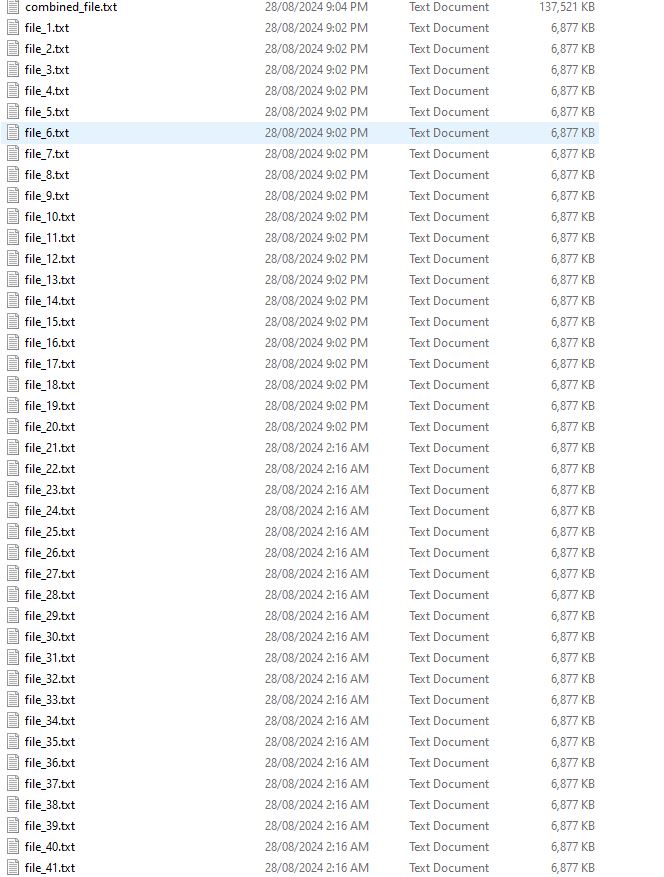 combined_file.txt 28/08/2024 9:04 PM Text Document 137,521 KB
file_1.txt 28/08/2024 9:02 PM Text Document 6,877 KB
file_2.txt 28/08/2024 9:02 PM Text Document 6,877 KB
file_3.txt 28/08/2024 9:02 PM Text Document 6,877 KB
file_4.txt 28/08/2024 9:02 PM Text Document 6,877 KB
file_5.txt 28/08/2024 9:02 PM Text Document 6,877 KB
file_6.txt 28/08/2024 9:02 PM Text Document 6,877 KB
file_7.txt 28/08/2024 9:02 PM Text Document 6,877 KB
file_8.txt 28/08/2024 9:02 PM Text Document 6,877 KB
file_9.txt 28/08/2024 9:02 PM Text Document 6,877 KB
file_10.txt 28/08/2024 9:02 PM Text Document 6,877 KB
file_11.txt 28/08/2024 9:02 PM Text Document 6,877 KB
file_12.txt 28/08/2024 9:02 PM Text Document 6,877 KB
file_13.txt 28/08/2024 9:02 PM Text Document 6,877 KB
file_14.txt 28/08/2024 9:02 PM Text Document 6,877 KB
file_15.txt 28/08/2024 9:02 PM Text Document 6,877 KB
file_16.txt 28/08/2024 9:02 PM Text Document 6,877 KB
file_17.txt 28/08/2024 9:02 PM Text Document 6,877 KB
file_18.txt 28/08/2024 9:02 PM Text Document 6,877 KB
file_19.txt 28/08/2024 9:02 PM Text Document 6,877 KB
file_20.txt 28/08/2024 9:02 PM Text Document 6,877 KB
file_21.txt 28/08/2024 2:16 AM Text Document 6,877 KB
file_22.txt 28/08/2024 2:16 AM Text Document 6,877 KB
file_23.txt 28/08/2024 2:16 AM Text Document 6,877 KB
file_24.txt 28/08/2024 2:16 AM Text Document 6,877 KB
file_25.txt 28/08/2024 2:16 AM Text Document 6,877 KB
file_26.txt 28/08/2024 2:16 AM Text Document 6,877 KB
file_27.txt 28/08/2024 2:16 AM Text Document 6,877 KB
file_28.txt 28/08/2024 2:16 AM Text Document 6,877 KB
file_29.txt 28/08/2024 2:16 AM Text Document 6,877 KB
file_30.txt 28/08/2024 2:16 AM Text Document 6,877 KB
file_31.txt 28/08/2024 2:16 AM Text Document 6,877 KB
file_32.txt 28/08/2024 2:16 AM Text Document 6,877 KB
file_33.txt 28/08/2024 2:16 AM Text Document 6,877 KB
file_34.txt 28/08/2024 2:16 AM Text Document 6,877 KB
file_35.txt 28/08/2024 2:16 AM Text Document 6,877 KB
file_36.txt 28/08/2024 2:16 AM Text Document 6,877 KB
file_37.txt 28/08/2024 2:16 AM Text Document 6,877 KB
file_38.txt 28/08/2024 2:16 AM Text Document 6,877 KB
file_39.txt 28/08/2024 2:16 AM Text Document 6,877 KB
file_40.txt 28/08/2024 2:16 AM Text Document 6,877 KB
file_41.txt 28/08/2024 2:16 AM Text Document 6,877 KB